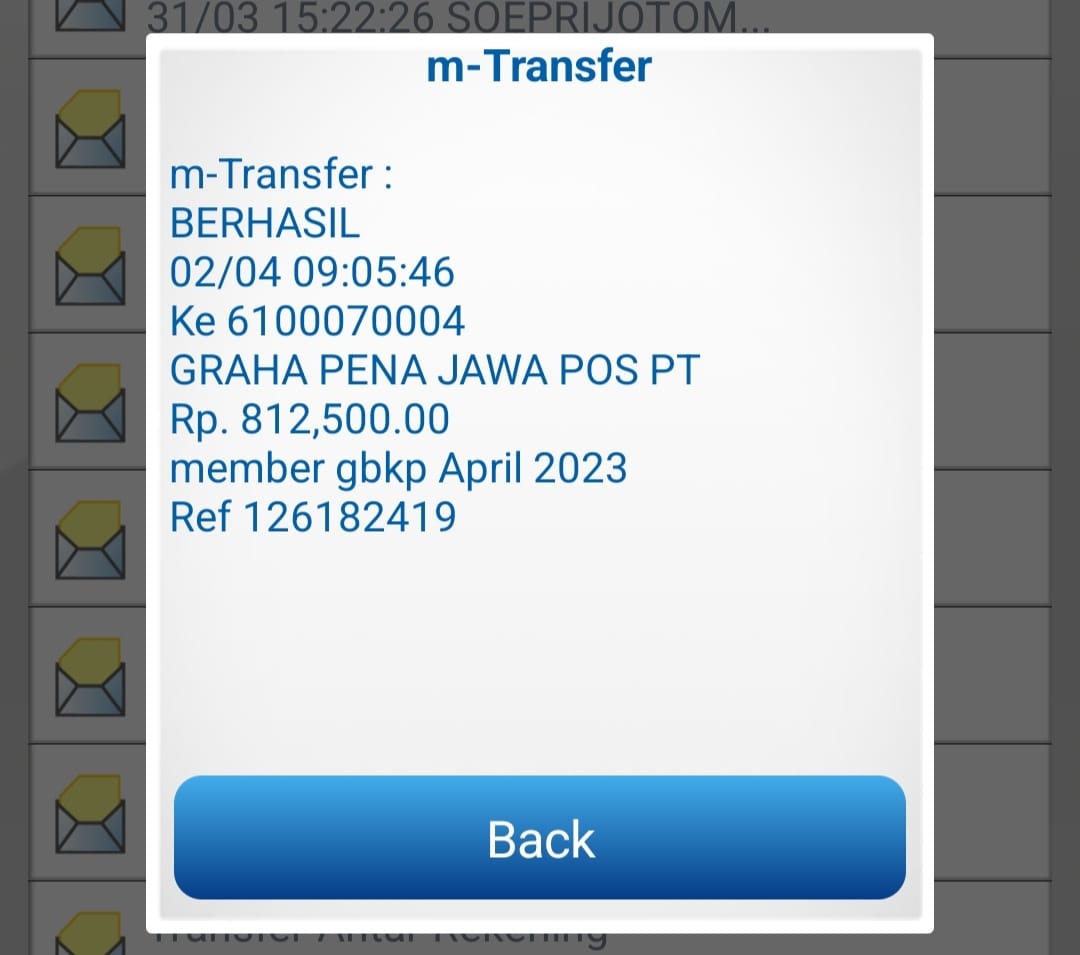 31/03 15:22:26 SOEPRIJOTOM...
m-Transfer
m-Transfer :
BERHASIL
02/04 09:05:46
Ke 6100070004
GRAHA PENA JAWA POS PT
Rp. 812,500.00
member gbkp April 2023
Ref 126182419
Back
Transfer Antar Rekening